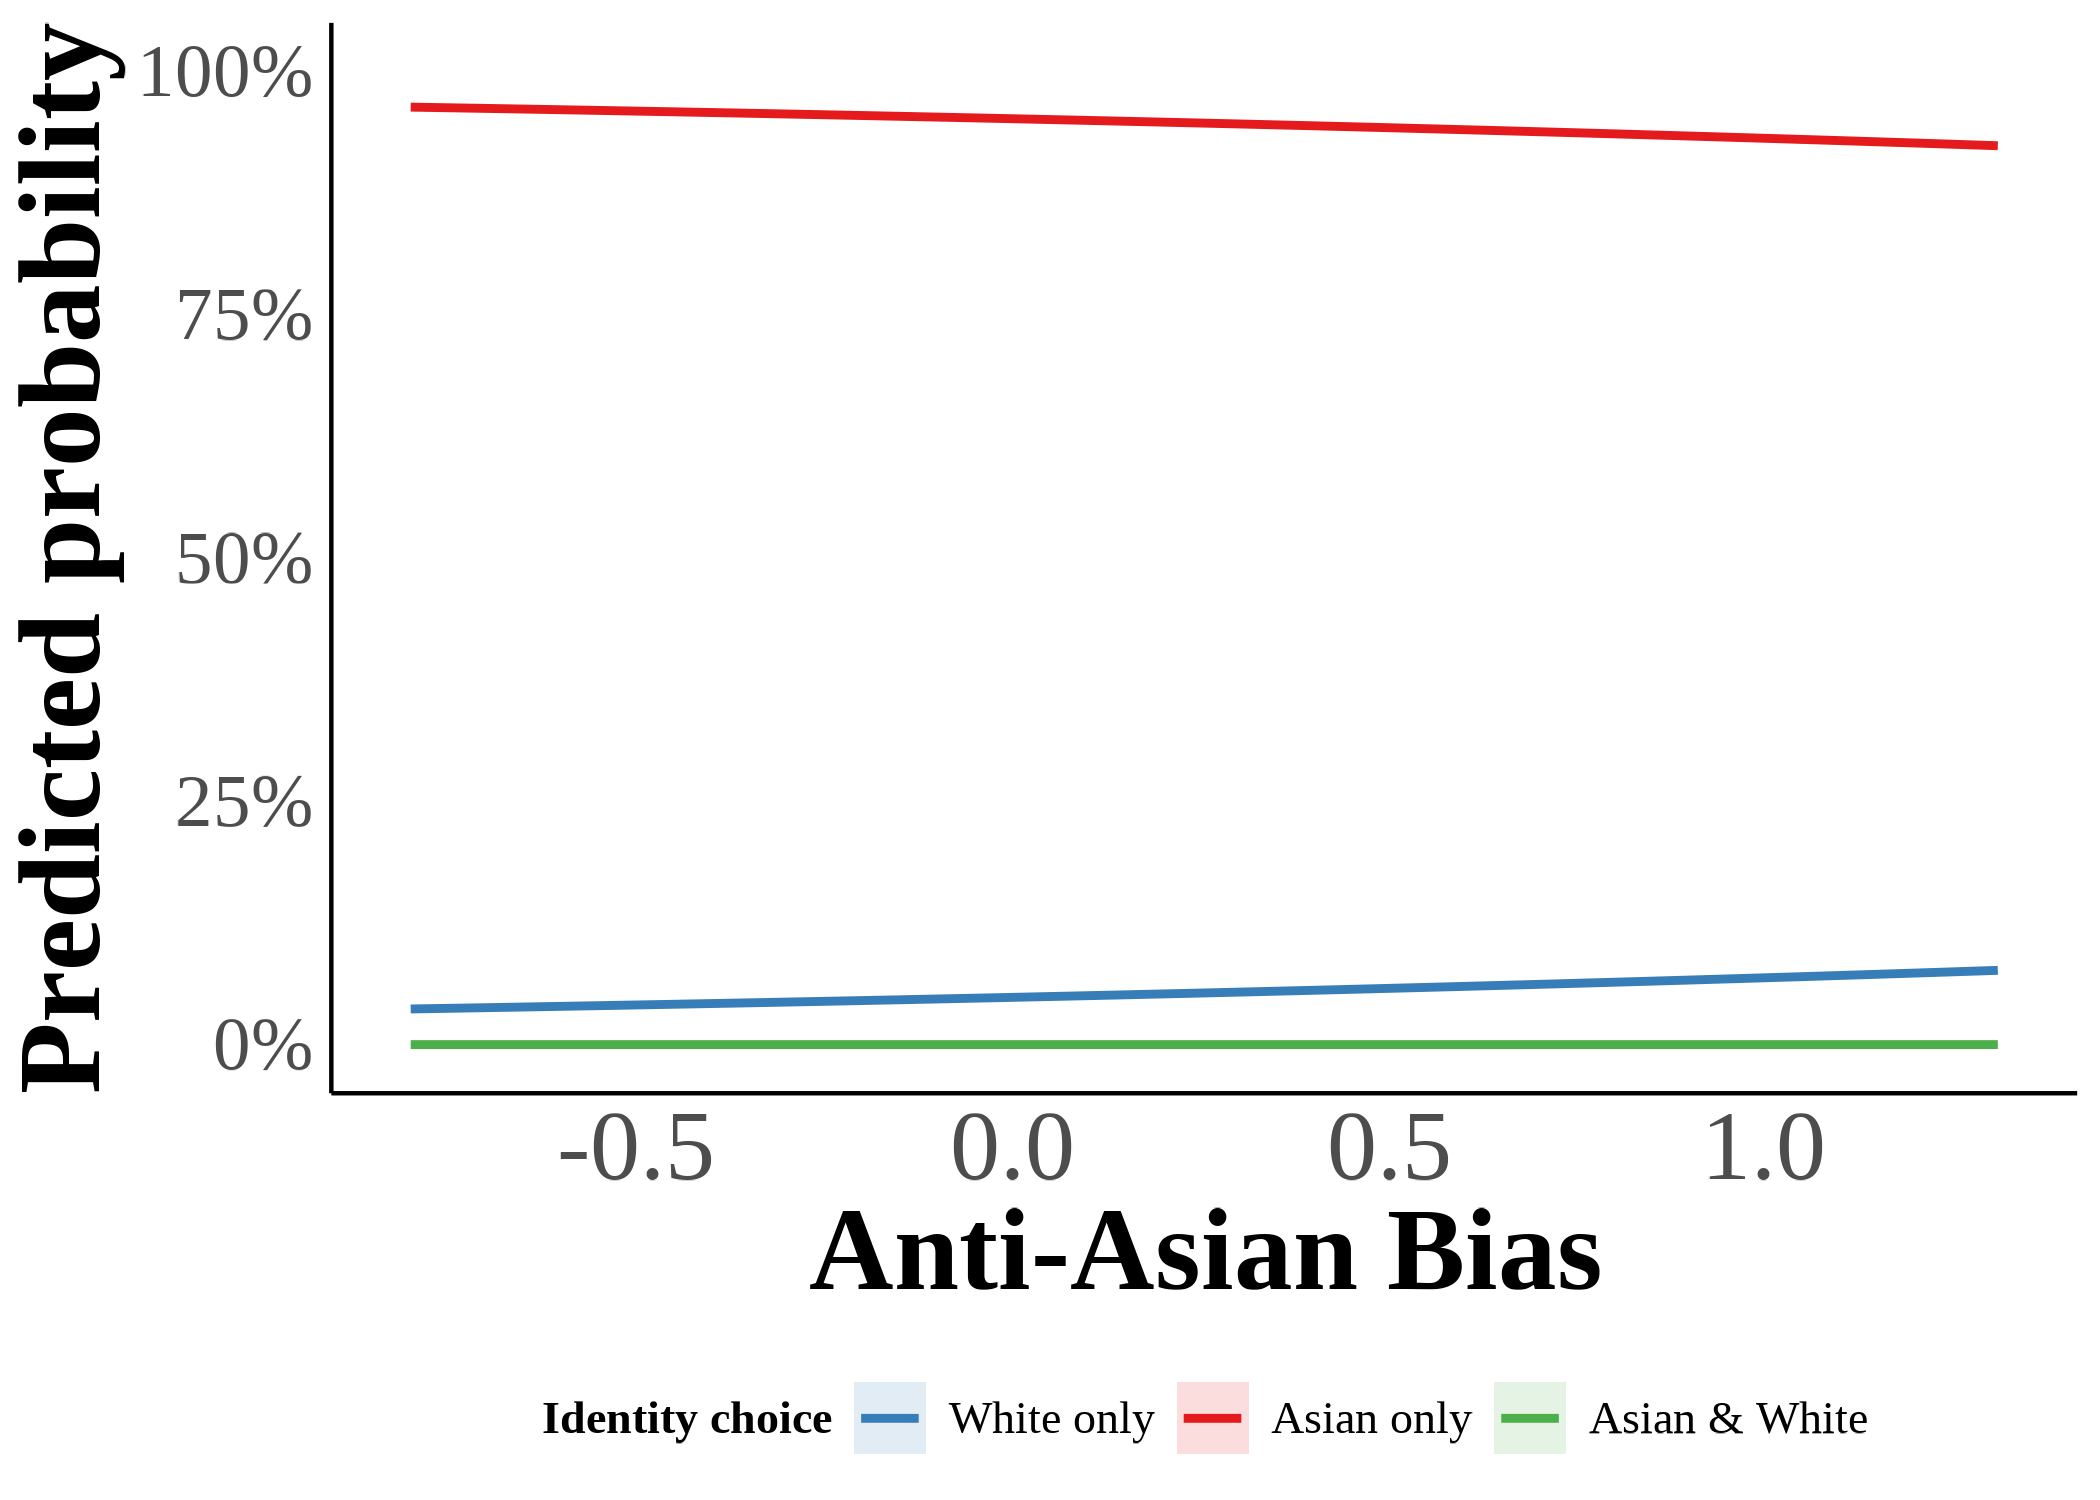 Predicted probability
100%
75%
50%
25%
0%
-0.5 0.0 0.5 1.0
Anti-Asian Bias
Identity choice White only Asian only Asian & White